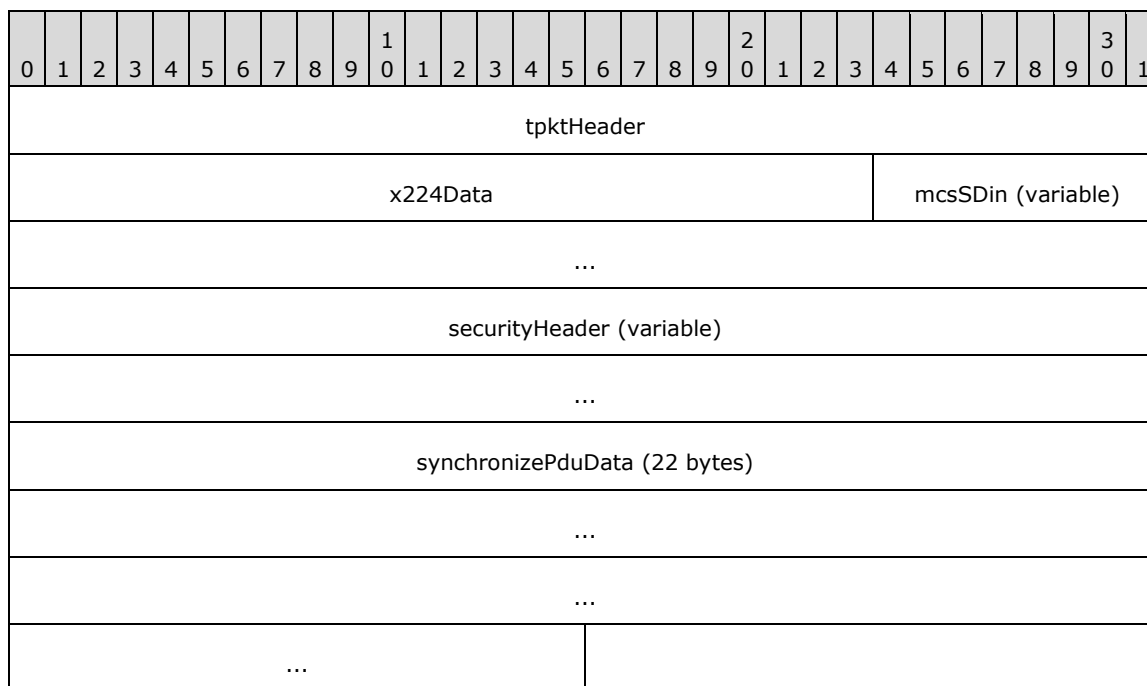 1 2 3
0 1 2 3 4 5 6 7 8 9 0 1 2 3 4 5 6 7 8 9 0 1 2 3 4 5 6 7 8 9 0 1
tpktHeader
x224Data mcsSDin (variable)
...
securityHeader (variable)
...
synchronizePduData (22 bytes)
...
...
...